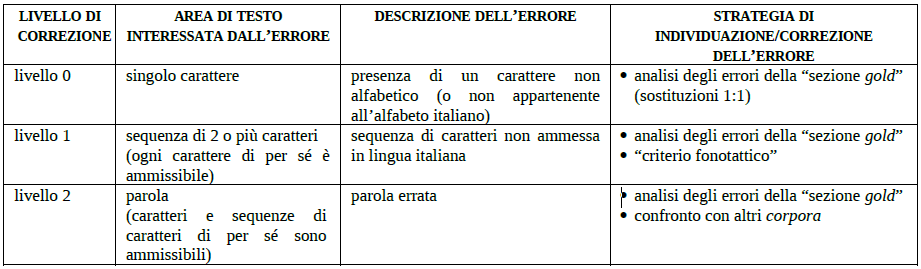 LIVELLO DI
CORREZIONE
AREA DI TESTO
INTERESSATA DALL’ERRORE
DESCRIZIONE DELL’ERRORE
STRATEGIA DI
INDIVIDUAZIONE/CORREZIONE
DELL’ERRORE
livello 0
singolo carattere
presenza di un carattere non
alfabetico (o non appartenente
all’alfabeto italiano)
• analisi degli errori della “sezione gold”
(sostituzioni 1:1)
livello 1
sequenza di 2 o più caratteri
(ogni carattere di per sé è
ammissibile)
sequenza di caratteri non ammessa
in lingua italiana
• analisi degli errori della “sezione gold”
• “criterio fonotattico”
livello 2
parola
(caratteri e sequenze di
caratteri di per sé sono
ammissibili)
parola errata
• analisi degli errori della “sezione gold”
• confronto con altri corpora